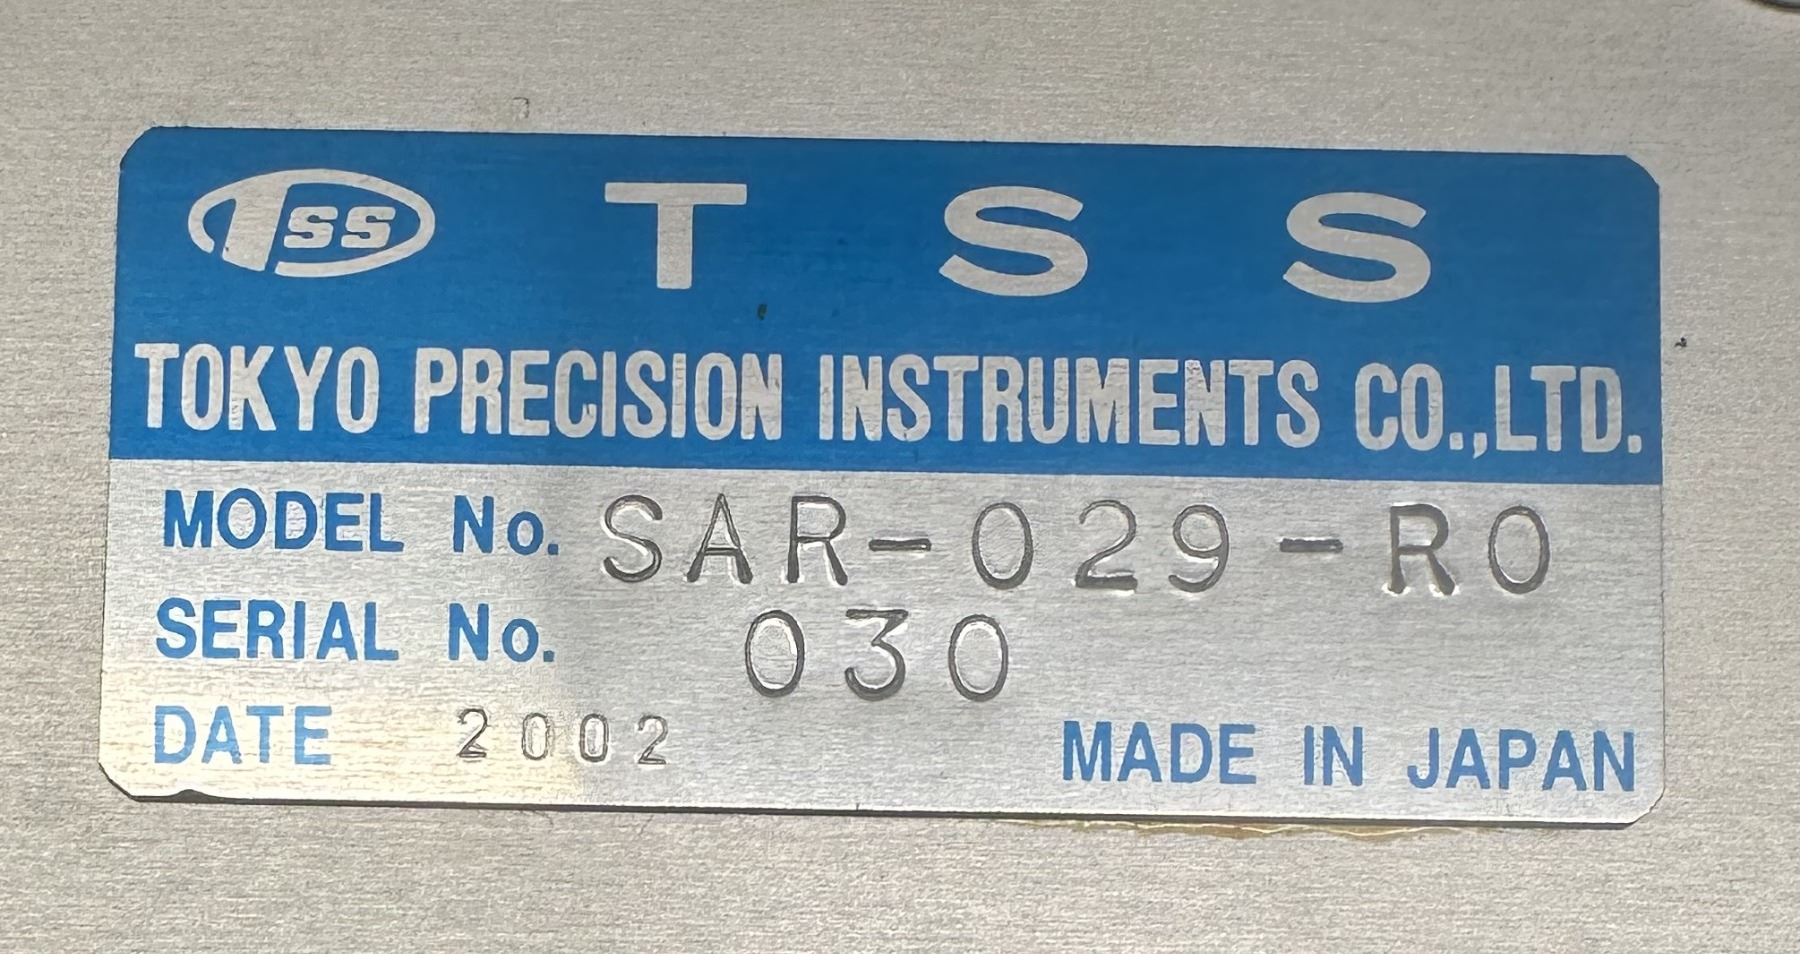 TSS T S S
TOKYO PRECISION INSTRUMENTS CO.,LTD.
MODEL No. SAR-029-R0
SERIAL No. 030
DATE 2002 MADE IN JAPAN